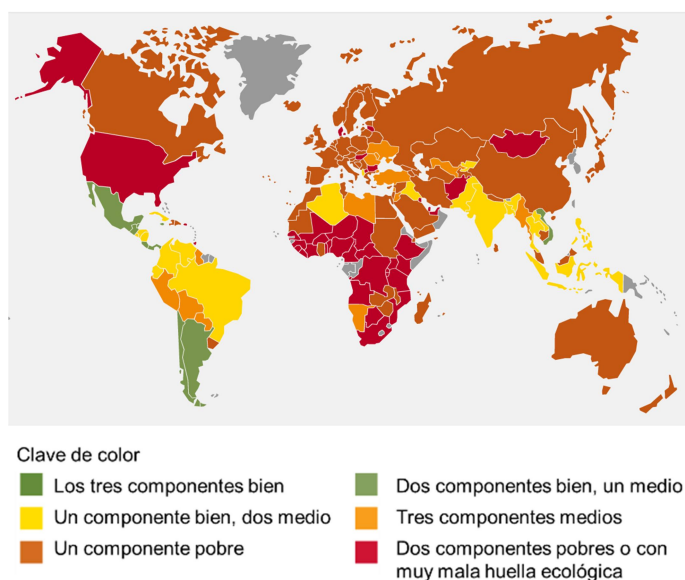 Clave de color
Los tres componentes bien
Dos componentes bien, un medio
Un componente bien, dos medio
Tres componentes medios
Un componente pobre
Dos componentes pobres o con
muy mala huella ecológica